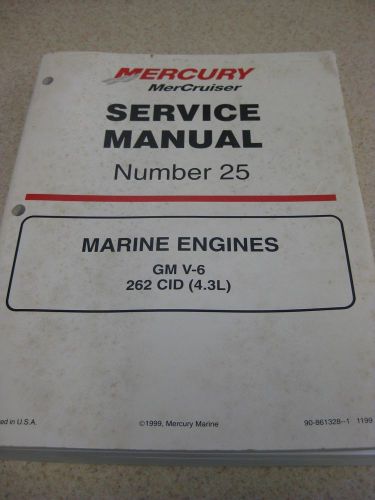 MERCURY
MerCruiser
SERVICE
MANUAL
Number 25
MARINE ENGINES
GM V-6
262 CID (4.3L)
ed in U.S.A. ©1999, Mercury Marine 90-861328--1 1199